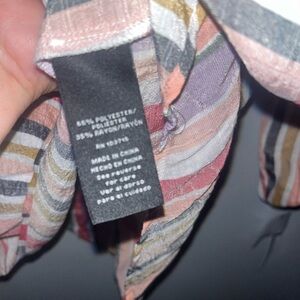 65% POLYESTER/
POLIÉSTER
35% RAYON/RAYÓN
MADE IN CHINA
HECHO EN CHINA
See reverse
for care
Ver al dorso
para el cuidado